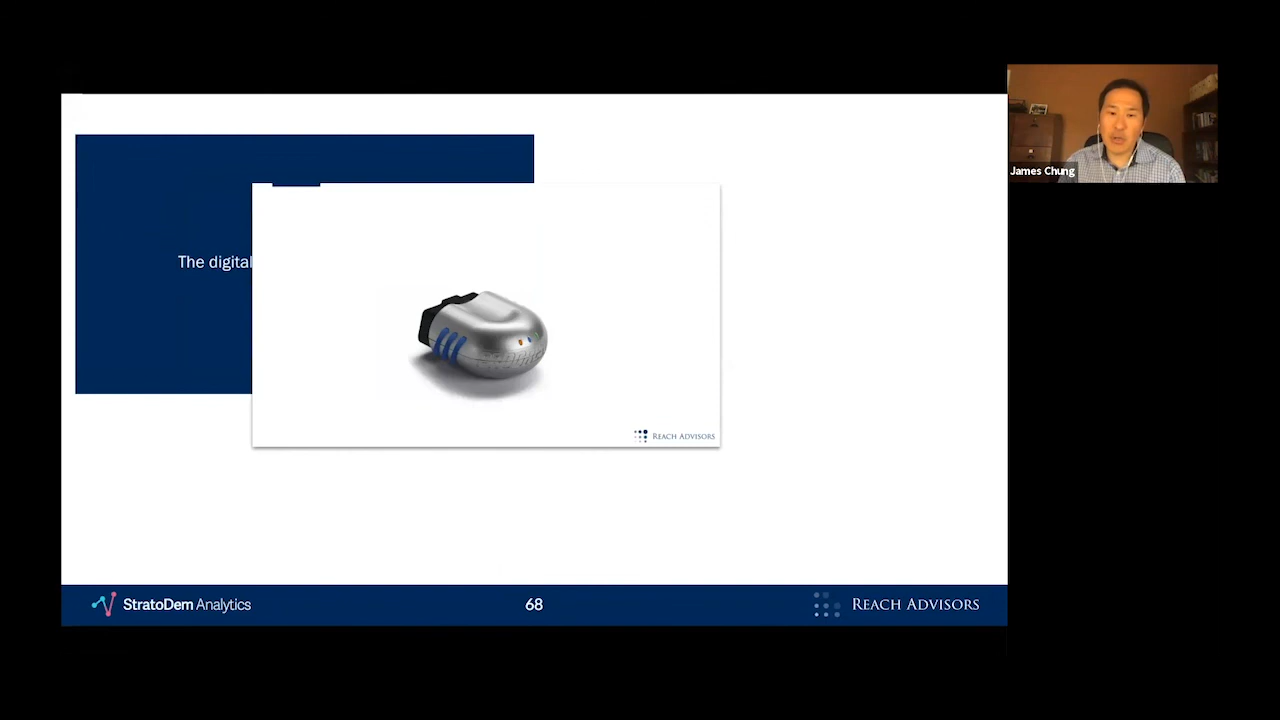 James Chung
The digital
REACH ADVISORS
StratoDem Analytics
68
REACH ADVISORS